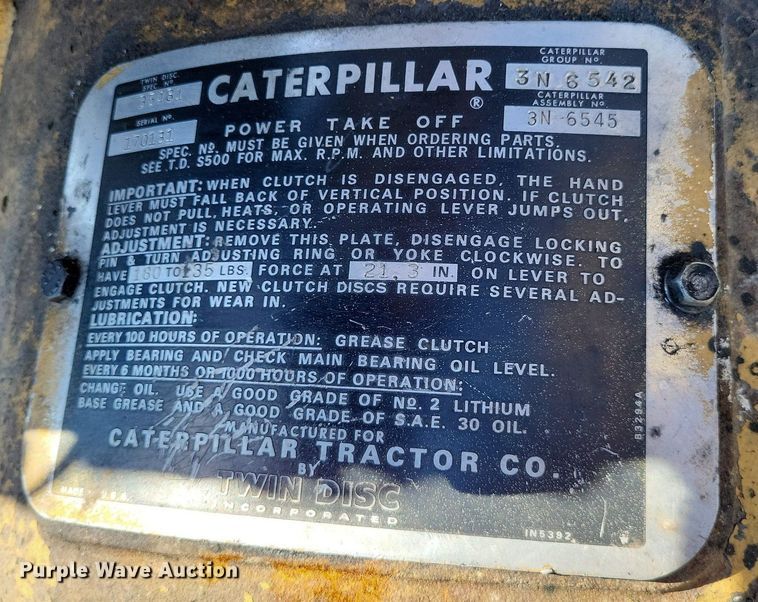 TWIN DISC.
SPEC NO
CATERPILLAR®
CATERPILLAR
GROUP NO.
3N 6542
SERIAL NO.
170131
CATERPILLAR
ASSEMBLY NO.
3N-6545
POWER TAKE OFF
SPEC. NO. MUST BE GIVEN WHEN ORDERING PARTS.
SEE T.D. S500 FOR MAX. R.P.M. AND OTHER LIMITATIONS.
IMPORTANT: WHEN CLUTCH IS DISENGAGED, THE HAND
LEVER MUST FALL BACK OF VERTICAL POSITION. IF CLUTCH
DOES NOT PULL, HEATS, OR OPERATING LEVER JUMPS OUT,
ADJUSTMENT IS NECESSARY.
ADJUSTMENT: REMOVE THIS PLATE, DISENGAGE LOCKING
PIN & TURN ADJUSTING RING OR YOKE CLOCKWISE. TO
HAVE TO LBS. FORCE AT 21.3 IN. ON LEVER TO
ENGAGE CLUTCH. NEW CLUTCH DISCS REQUIRE SEVERAL AD-
JUSTMENTS FOR WEAR IN.
LUBRICATION:
EVERY 100 HOURS OF OPERATION: GREASE CLUTCH
APPLY BEARING AND CHECK MAIN BEARING OIL LEVEL.
EVERY 6 MONTHS OR 1000 HOURS OF OPERATION:
CHANGE OIL. USE A GOOD GRADE OF NO. 2 LITHIUM
BASE GREASE AND A GOOD GRADE OF S.A.E. 30 OIL.
MANUFACTURED FOR
CATERPILLAR TRACTOR CO.
BY
TWIN DISC
INCORPORATED
MADE U.S.A.
IN5392
B3294A
Purple Wave Auction